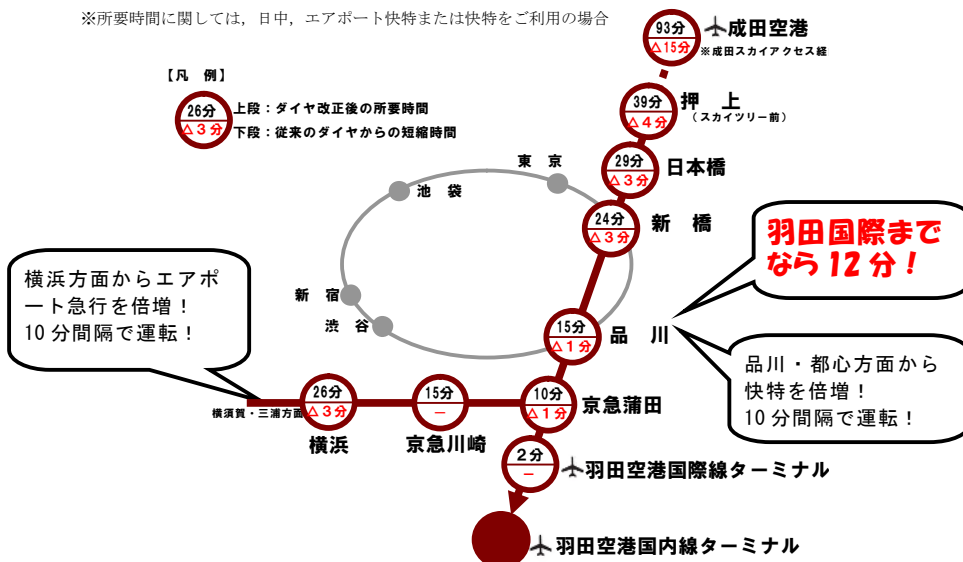 ※所要時間に関しては，日中，エアポート快特または快特をご利用の場合
93分
△15分
成田空港
※成田スカイアクセス経
【凡 例】
26分
△3分
上段：ダイヤ改正後の所要時間
下段：従来のダイヤからの短縮時間
39分
△4分
押 上
（スカイツリー前）
東 京
29分
△3分
日本橋
池 袋
24分
△3分
新 橋
羽田国際まで
なら12分！
横浜方面からエアポ
ート急行を倍増！
10分間隔で運転！
新 宿
渋 谷
15分
△1分
品 川
品川・都心方面から
快特を倍増！
10分間隔で運転！
横須賀・三浦方面
26分
△3分
横浜
15分
－
京急川崎
10分
△1分
京急蒲田
2分
－
羽田空港国際線ターミナル
羽田空港国内線ターミナル